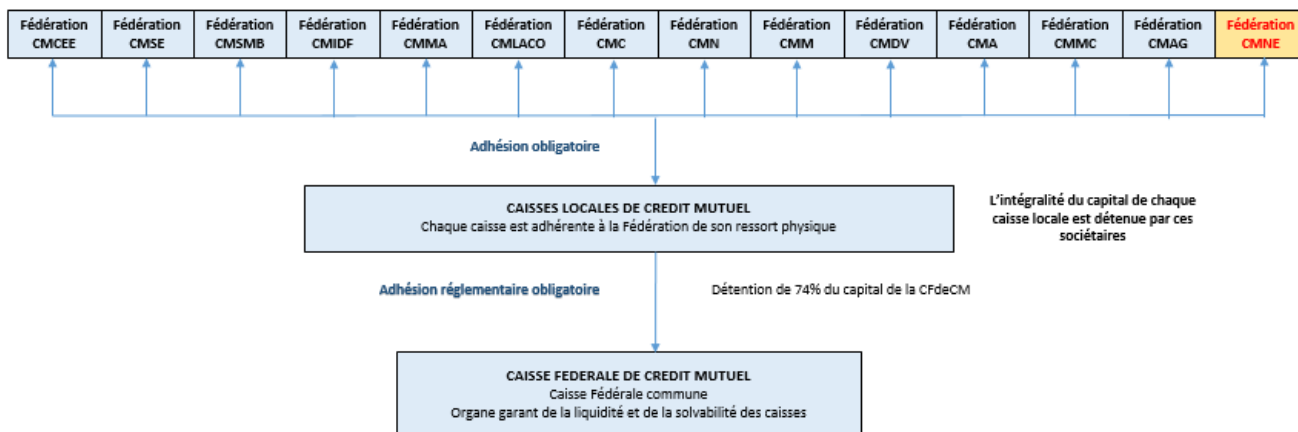 Fédération CMCEE
Fédération CMSE
Fédération CMSMB
Fédération CMIDF
Fédération CMMA
Fédération CMLACO
Fédération CMC
Fédération CMN
Fédération CMM
Fédération CMDV
Fédération CMA
Fédération CMMC
Fédération CMAG
Fédération CMNE
Adhésion obligatoire
CAISSES LOCALES DE CREDIT MUTUEL
Chaque caisse est adhérente à la Fédération de son ressort physique
L'intégralité du capital de chaque
caisse locale est détenue par ces
sociétaires
Adhésion réglementaire obligatoire
Détention de 74% du capital de la CFdeCM
CAISSE FEDERALE DE CREDIT MUTUEL
Caisse Fédérale commune
Organe garant de la liquidité et de la solvabilité des caisses